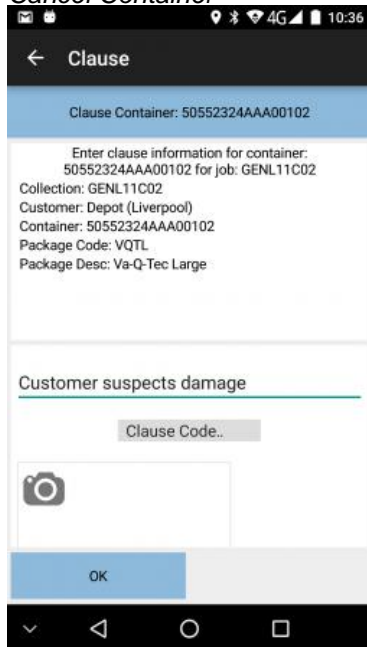 Cancel Container
4G 10:36
Clause
Clause Container: 50552324AAA00102
Enter clause information for container:
50552324AAA00102 for job: GENL11C02
Collection: GENL11C02
Customer: Depot (Liverpool)
Container: 50552324AAA00102
Package Code: VQTL
Package Desc: Va-Q-Tec Large
Customer suspects damage
Clause Code..
OK